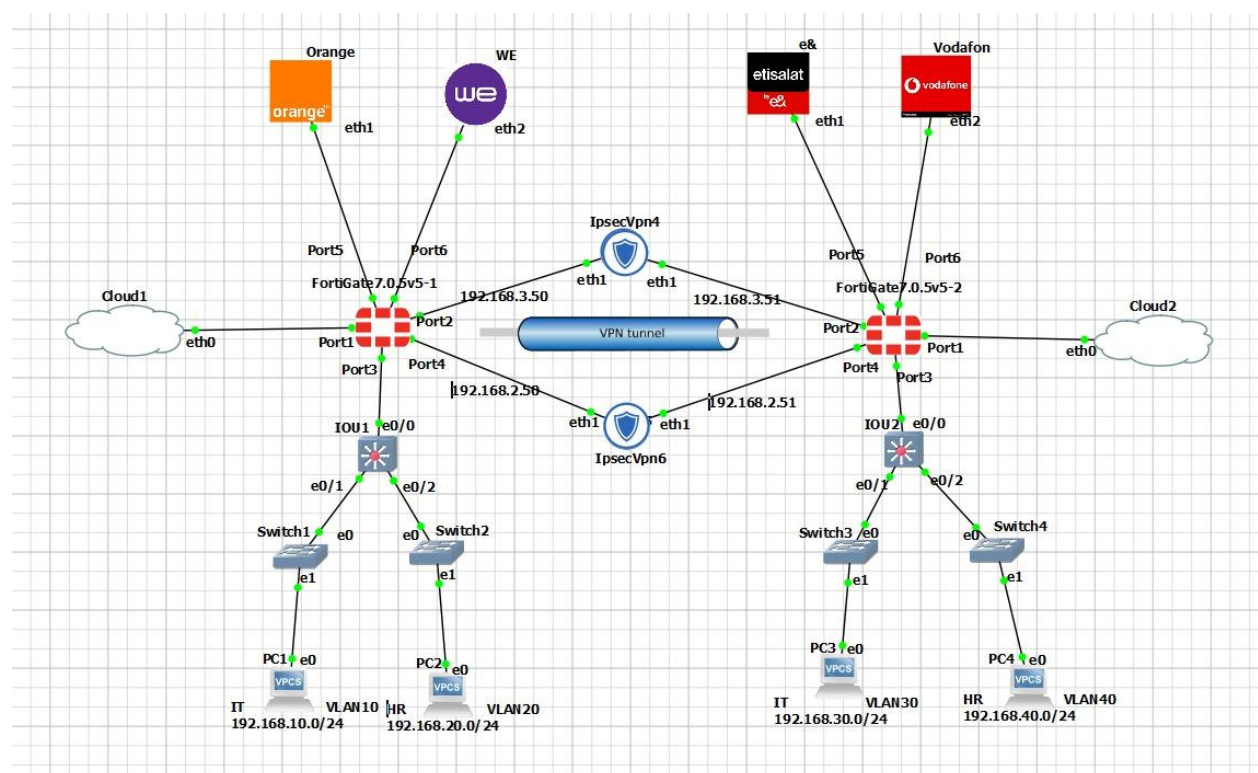 Orange
WE
e&
Vodafon
orange
we
etisalat
by e&
vodafone
eth1
eth2
eth1
eth2
IpsecVpn4
Port5
Port6
Port5
Port6
eth1
eth1
FortiGate7.0.5v5-1
FortiGate7.0.5v5-2
Cloud1
192.168.3.50
192.168.3.51
Cloud2
Port2
VPN tunnel
Port2
eth0
Port1
Port1
eth0
Port3
Port4
Port4
Port3
192.168.2.50
192.168.2.51
eth1
eth1
IOU1
e0/0
IOU2
e0/0
IpsecVpn6
e0/1
e0/2
e0/1
e0/2
Switch1
e0
e0
Switch2
Switch3
e0
e0
Switch4
e1
e1
e1
e1
PC1
e0
PC2
e0
PC3
e0
PC4
e0
VPCS
VPCS
VPCS
VPCS
IT
VLAN10
192.168.10.0/24
HR
VLAN20
192.168.20.0/24
IT
VLAN30
192.168.30.0/24
HR
VLAN40
192.168.40.0/24